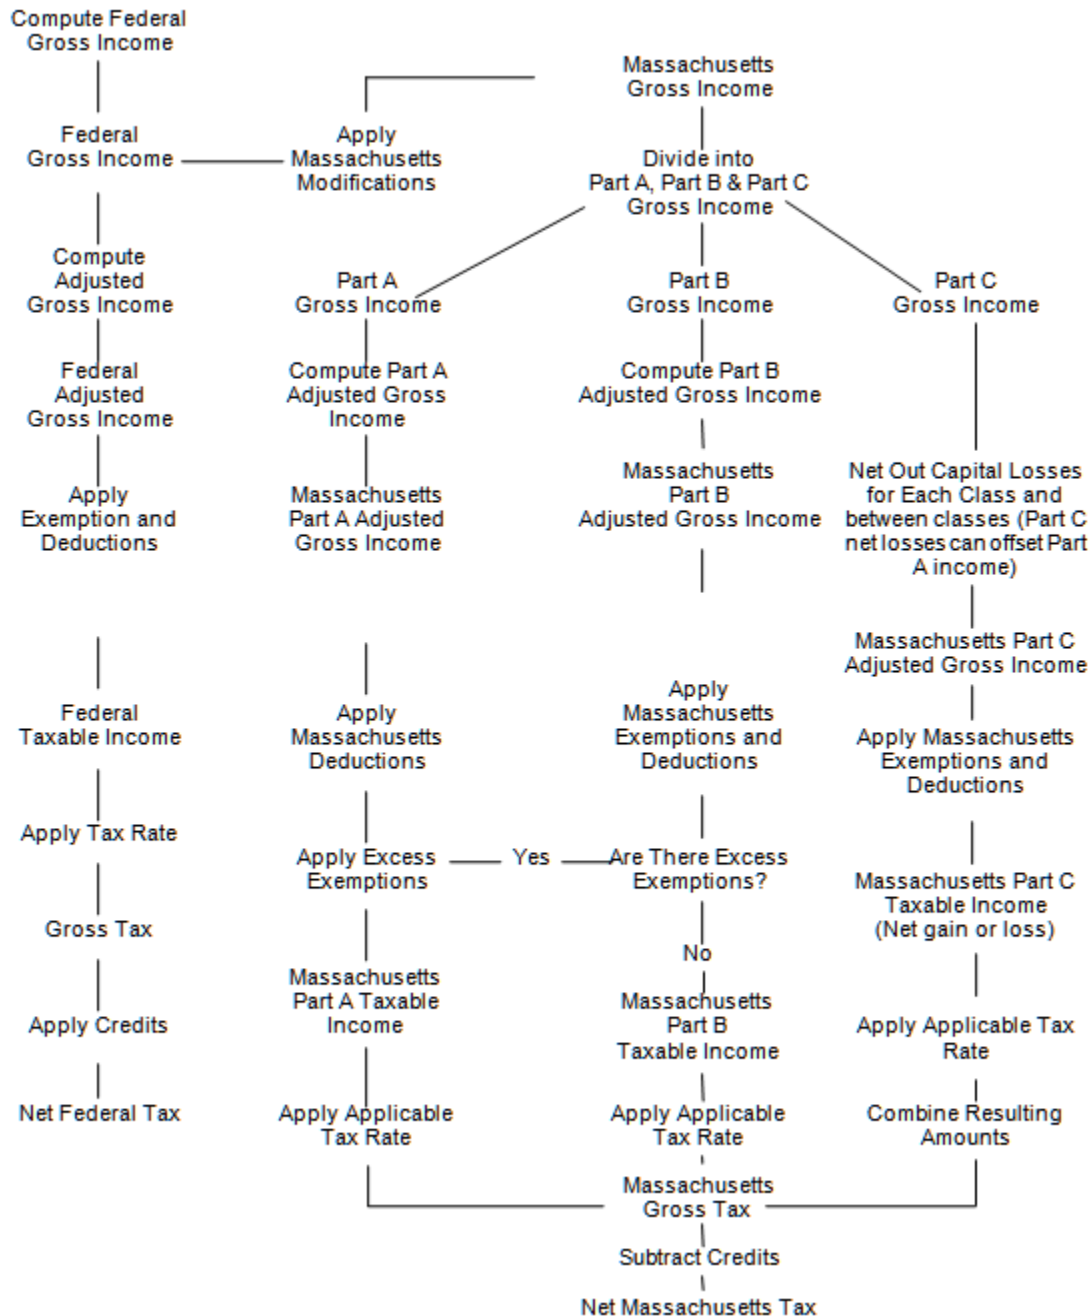 Compute Federal
Gross Income
Federal
Gross Income
Compute
Adjusted
Gross Income
Federal
Adjusted
Gross Income
Apply
Exemption and
Deductions
Federal
Taxable Income
Apply Tax Rate
Gross Tax
Apply Credits
Net Federal Tax
Apply
Massachusetts
Modifications
Massachusetts
Gross Income
Divide into
Part A, Part B & Part C
Gross Income
Part A
Gross Income
Compute Part A
Adjusted Gross
Income
Massachusetts
Part A Adjusted
Gross Income
Apply
Massachusetts
Deductions
Apply Excess
Exemptions
Yes
Massachusetts
Part A Taxable
Income
Apply Applicable
Tax Rate
Part B
Gross Income
Compute Part B
Adjusted Gross Income
Massachusetts
Part B
Adjusted Gross Income
Apply
Massachusetts
Exemptions and
Deductions
Are There Excess
Exemptions?
No
Massachusetts
Part B
Taxable Income
Apply Applicable
Tax Rate
Part C
Gross Income
Net Out Capital Losses
for Each Class and
between classes (Part C
net losses can offset Part
A income)
Massachusetts Part C
Adjusted Gross Income
Apply Massachusetts
Exemptions and
Deductions
Massachusetts Part C
Taxable Income
(Net gain or loss)
Apply Applicable Tax
Rate
Combine Resulting
Amounts
Massachusetts
Gross Tax
Subtract Credits
Net Massachusetts Tax